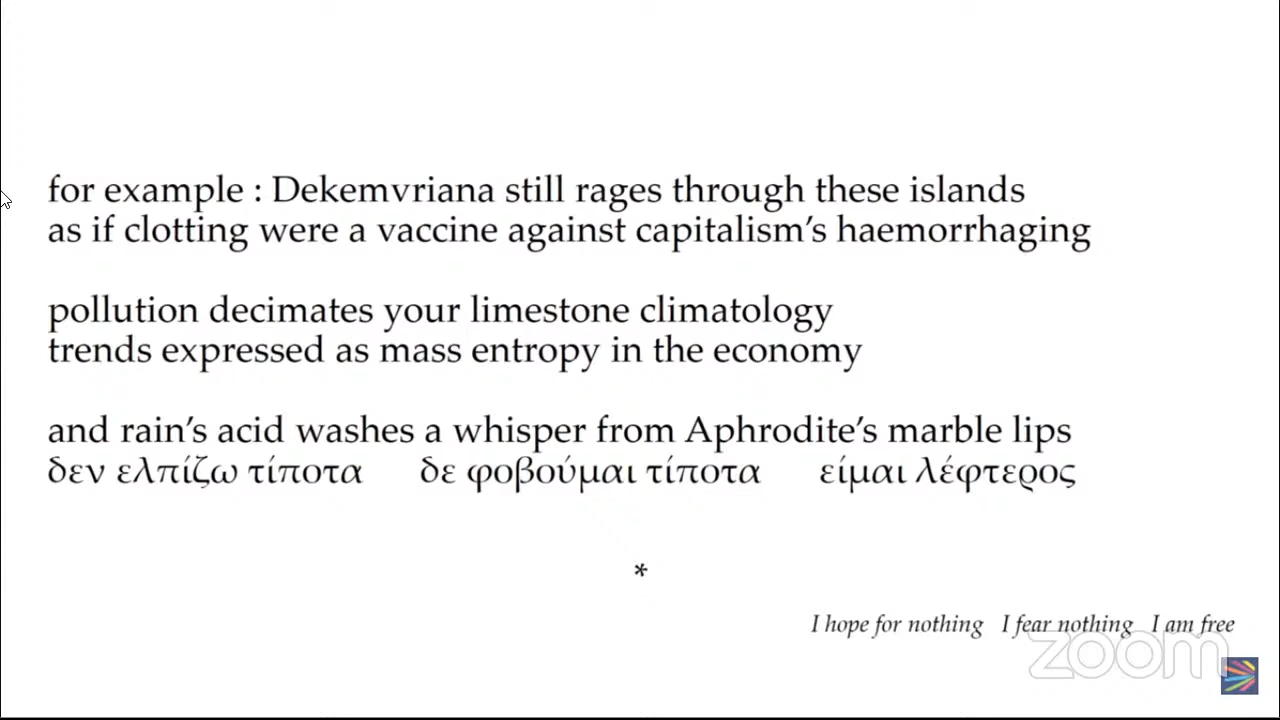 for example : Dekemvriana still rages through these islands
as if clotting were a vaccine against capitalism’s haemorrhaging
pollution decimates your limestone climatology
trends expressed as mass entropy in the economy
and rain’s acid washes a whisper from Aphrodite’s marble lips
δεν ελπίζω τίποτα δε φοβούμαι τίποτα είμαι λέφτερος
*
I hope for nothing I fear nothing I am free
zoom